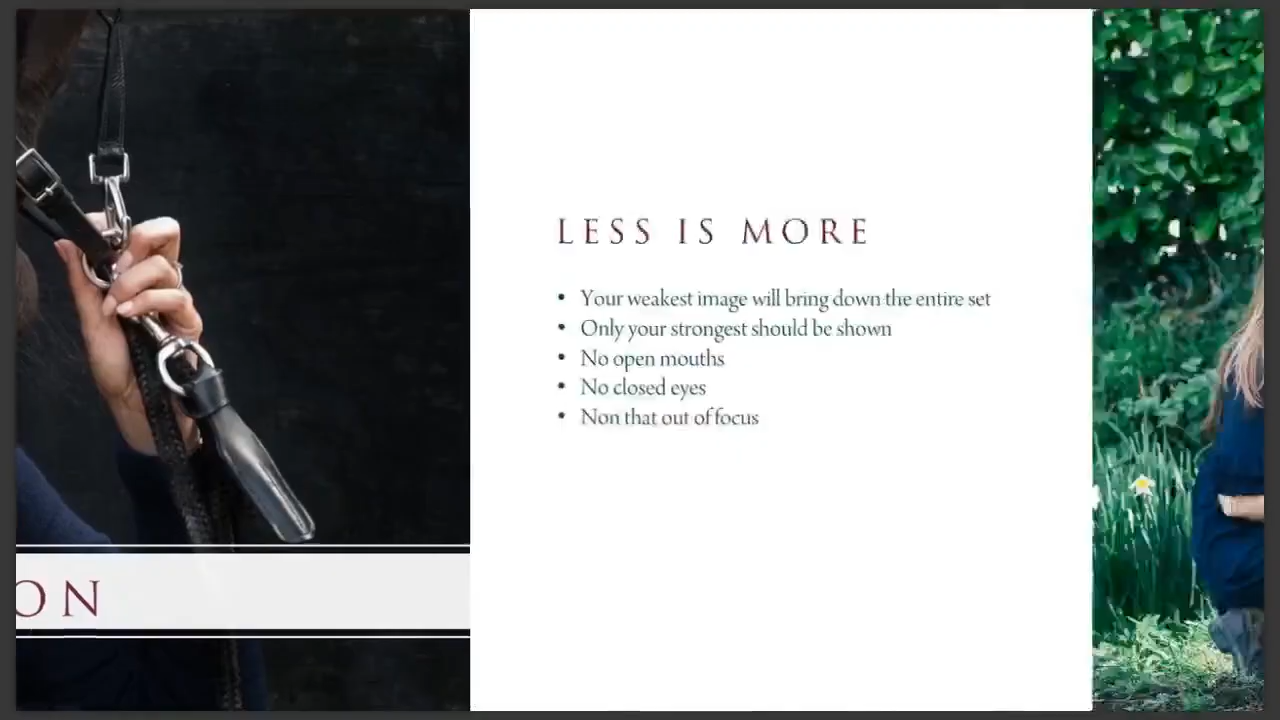 LESS IS MORE
• Your weakest image will bring down the entire set
• Only your strongest should be shown
• No open mouths
• No closed eyes
• Non that out of focus
ON